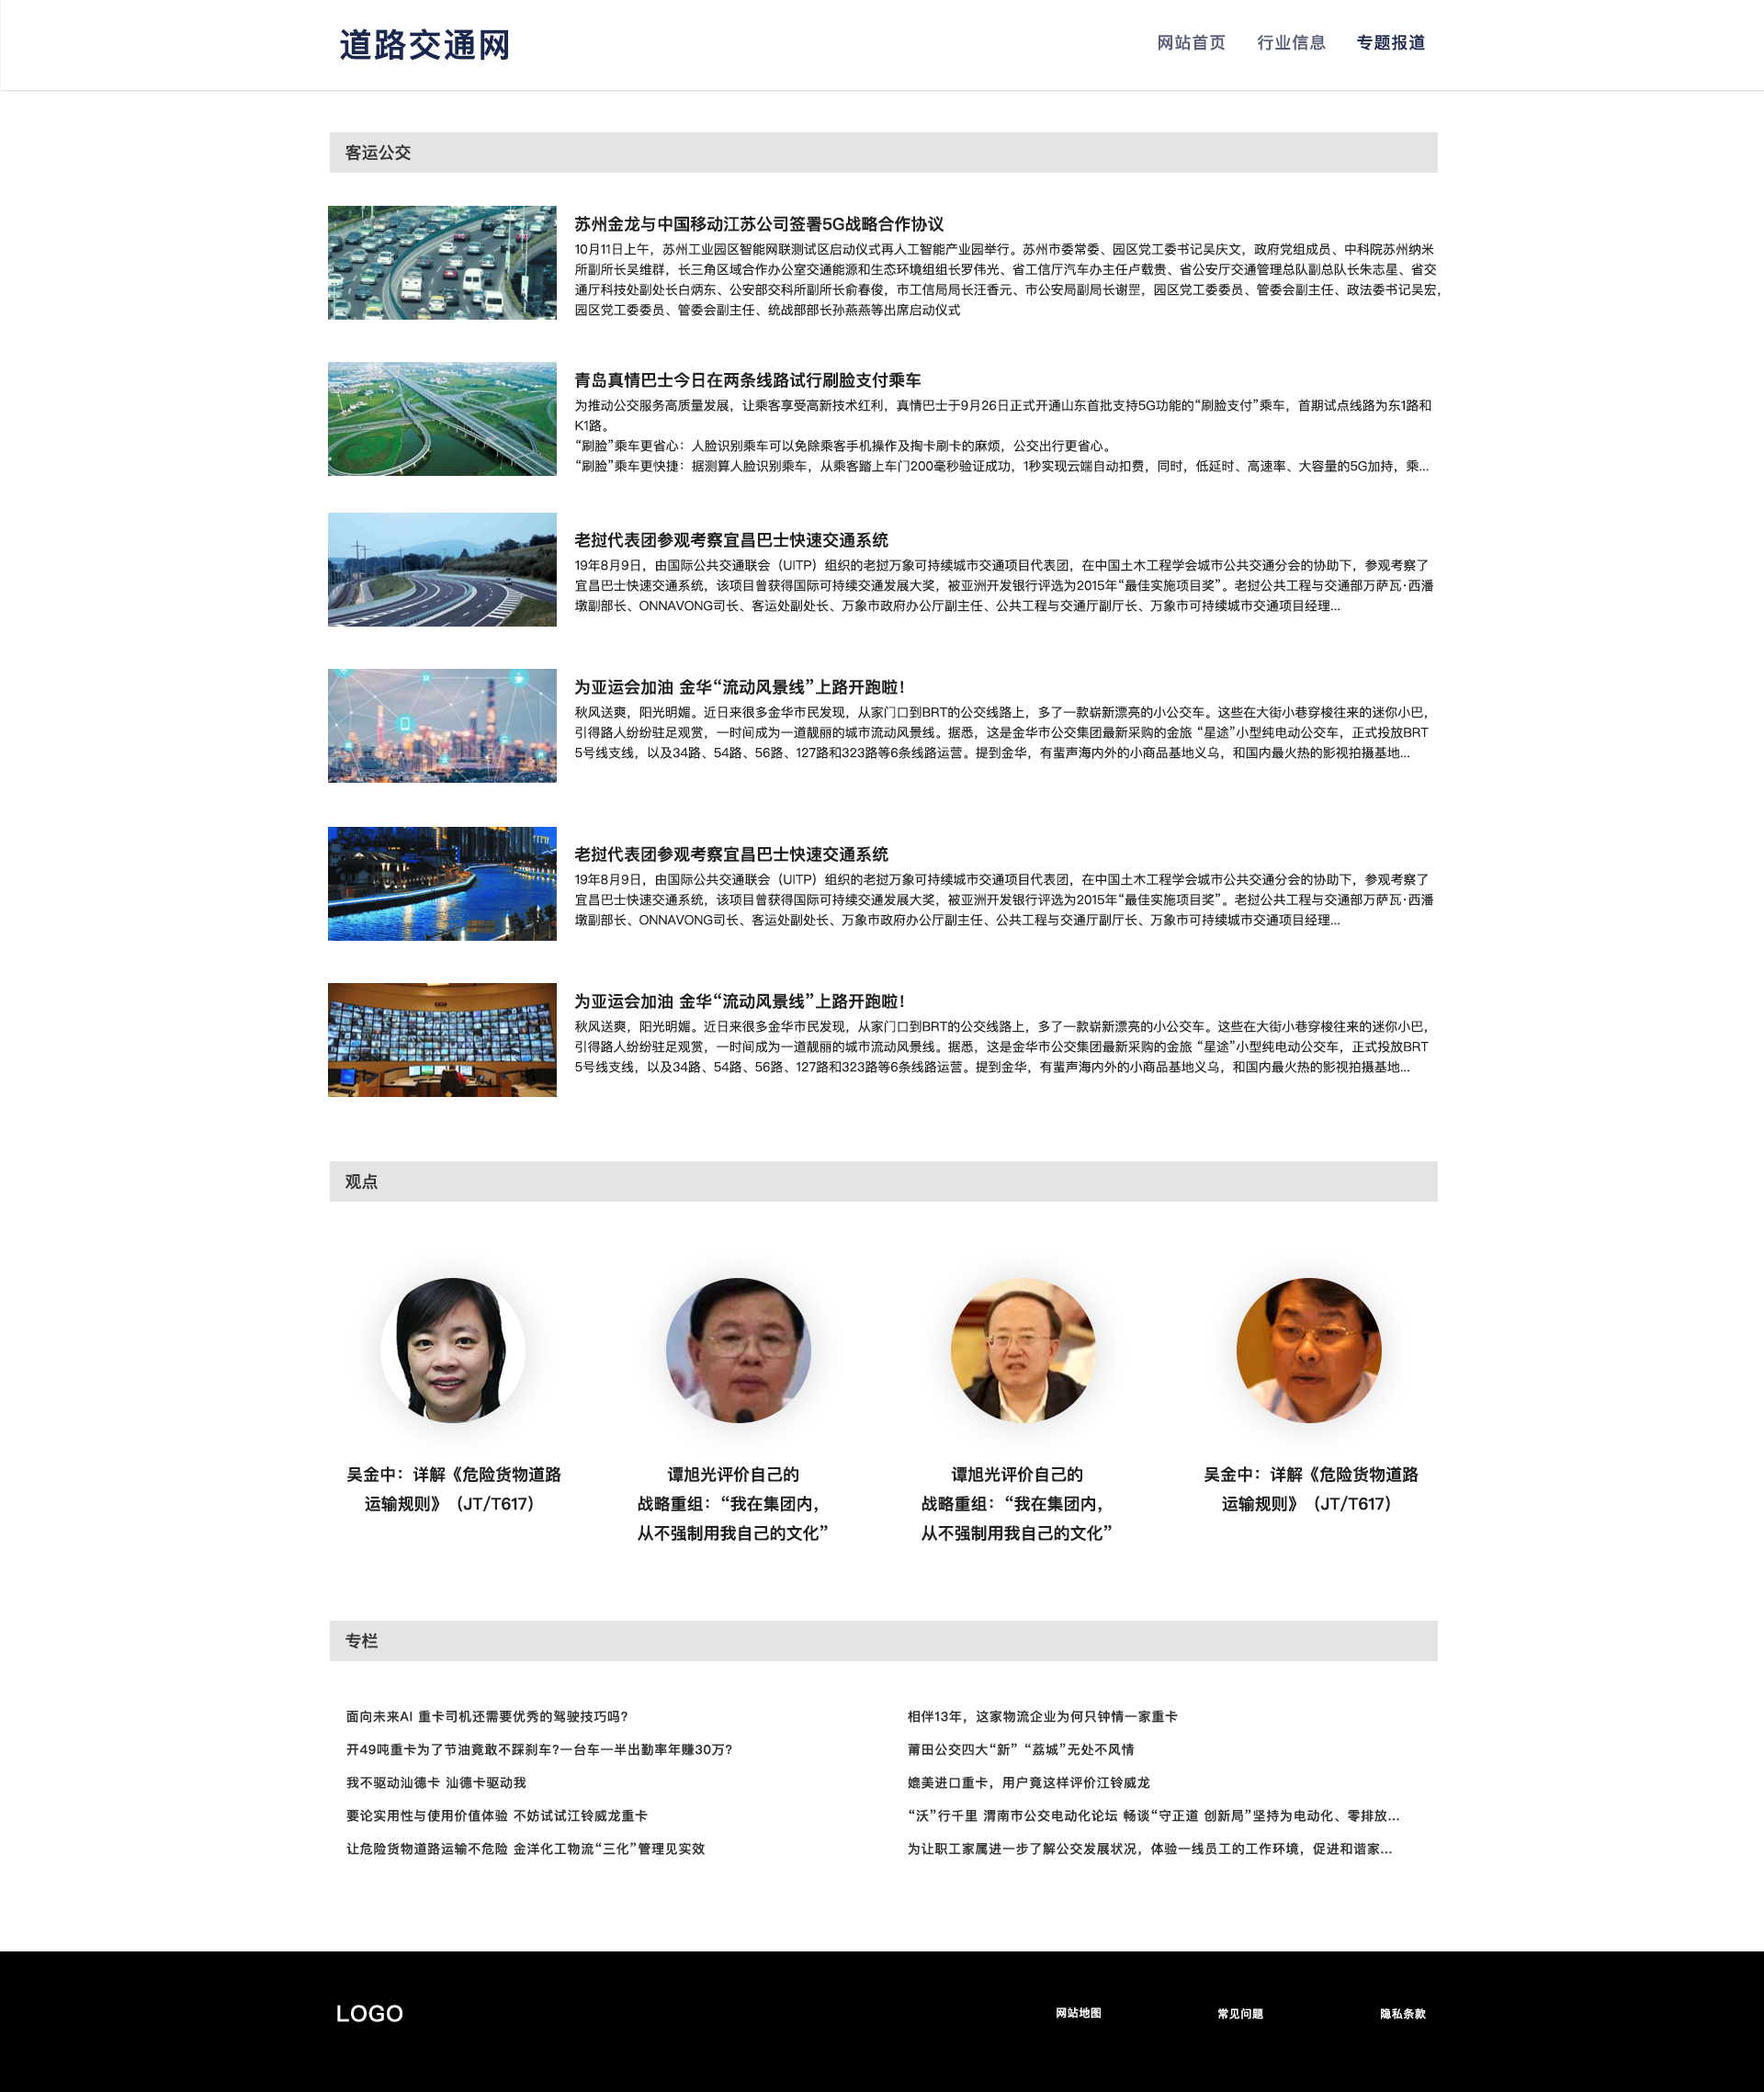 道路交通网
网站首页 行业信息 专题报道
客运公交
苏州金龙与中国移动江苏公司签署5G战略合作协议
10月11日上午，苏州工业园区智能网联测试区启动仪式再人工智能产业园举行。苏州市委常委、园区党工委书记吴庆文，政府党组成员、中科院苏州纳米
所副所长吴维群，长三角区域合作办公室交通能源和生态环境组组长罗伟光、省工信厅汽车办主任卢载贵、省公安厅交通管理总队副总队长朱志星、省交
通厅科技处副处长白炳东、公安部交科所副所长俞春俊，市工信局局长汪香元、市公安局副局长谢罡，园区党工委委员、管委会副主任、政法委书记吴宏，
园区党工委委员、管委会副主任、统战部部长孙燕燕等出席启动仪式
青岛真情巴士今日在两条线路试行刷脸支付乘车
为推动公交服务高质量发展，让乘客享受高新技术红利，真情巴士于9月26日正式开通山东首批支持5G功能的“刷脸支付”乘车，首期试点线路为东1路和
K1路。
“刷脸”乘车更省心：人脸识别乘车可以免除乘客手机操作及掏卡刷卡的麻烦，公交出行更省心。
“刷脸”乘车更快捷：据测算人脸识别乘车，从乘客踏上车门200毫秒验证成功，1秒实现云端自动扣费，同时，低延时、高速率、大容量的5G加持，乘...
老挝代表团参观考察宜昌巴士快速交通系统
19年8月9日，由国际公共交通联会（UITP）组织的老挝万象可持续城市交通项目代表团，在中国土木工程学会城市公共交通分会的协助下，参观考察了
宜昌巴士快速交通系统，该项目曾获得国际可持续交通发展大奖，被亚洲开发银行评选为2015年“最佳实施项目奖”。老挝公共工程与交通部万萨瓦·西潘
墩副部长、ONNAVONG司长、客运处副处长、万象市政府办公厅副主任、公共工程与交通厅副厅长、万象市可持续城市交通项目经理...
为亚运会加油 金华“流动风景线”上路开跑啦！
秋风送爽，阳光明媚。近日来很多金华市民发现，从家门口到BRT的公交线路上，多了一款崭新漂亮的小公交车。这些在大街小巷穿梭往来的迷你小巴，
引得路人纷纷驻足观赏，一时间成为一道靓丽的城市流动风景线。据悉，这是金华市公交集团最新采购的金旅 “星途”小型纯电动公交车，正式投放BRT
5号线支线，以及34路、54路、56路、127路和323路等6条线路运营。提到金华，有蜚声海内外的小商品基地义乌，和国内最火热的影视拍摄基地...
老挝代表团参观考察宜昌巴士快速交通系统
19年8月9日，由国际公共交通联会（UITP）组织的老挝万象可持续城市交通项目代表团，在中国土木工程学会城市公共交通分会的协助下，参观考察了
宜昌巴士快速交通系统，该项目曾获得国际可持续交通发展大奖，被亚洲开发银行评选为2015年“最佳实施项目奖”。老挝公共工程与交通部万萨瓦·西潘
墩副部长、ONNAVONG司长、客运处副处长、万象市政府办公厅副主任、公共工程与交通厅副厅长、万象市可持续城市交通项目经理...
为亚运会加油 金华“流动风景线”上路开跑啦！
秋风送爽，阳光明媚。近日来很多金华市民发现，从家门口到BRT的公交线路上，多了一款崭新漂亮的小公交车。这些在大街小巷穿梭往来的迷你小巴，
引得路人纷纷驻足观赏，一时间成为一道靓丽的城市流动风景线。据悉，这是金华市公交集团最新采购的金旅 “星途”小型纯电动公交车，正式投放BRT
5号线支线，以及34路、54路、56路、127路和323路等6条线路运营。提到金华，有蜚声海内外的小商品基地义乌，和国内最火热的影视拍摄基地...
观点
吴金中：详解《危险货物道路
运输规则》（JT/T617）
谭旭光评价自己的
战略重组：“我在集团内，
从不强制用我自己的文化”
谭旭光评价自己的
战略重组：“我在集团内，
从不强制用我自己的文化”
吴金中：详解《危险货物道路
运输规则》（JT/T617）
专栏
面向未来AI 重卡司机还需要优秀的驾驶技巧吗？
开49吨重卡为了节油竟敢不踩刹车?一台车一半出勤率年赚30万?
我不驱动汕德卡 汕德卡驱动我
要论实用性与使用价值体验 不妨试试江铃威龙重卡
让危险货物道路运输不危险 金洋化工物流“三化”管理见实效
相伴13年，这家物流企业为何只钟情一家重卡
莆田公交四大“新” “荔城”无处不风情
媲美进口重卡，用户竟这样评价江铃威龙
“沃”行千里 渭南市公交电动化论坛 畅谈“守正道 创新局”坚持为电动化、零排放...
为让职工家属进一步了解公交发展状况，体验一线员工的工作环境，促进和谐家...
LOGO
网站地图 常见问题 隐私条款